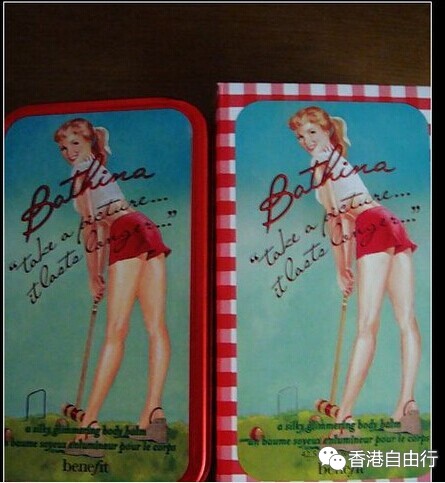 Bathina
"take a picture...
it lasts longer..."
a silky glimmering body balm
un baume soyeux enlumineur pour le corps
benefit
Bathina
"take a picture...
it lasts longer..."
a silky glimmering body balm
un baume soyeux enlumineur pour le corps
benefit
香港自由行